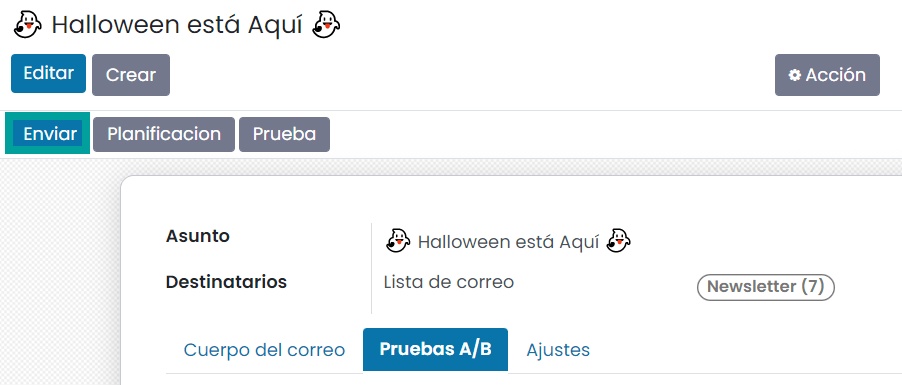 Halloween está Aquí
Editar Crear Acción
Enviar Planificacion Prueba
Asunto Halloween está Aquí
Destinatarios Lista de correo Newsletter (7)
Cuerpo del correo Pruebas A/B Ajustes